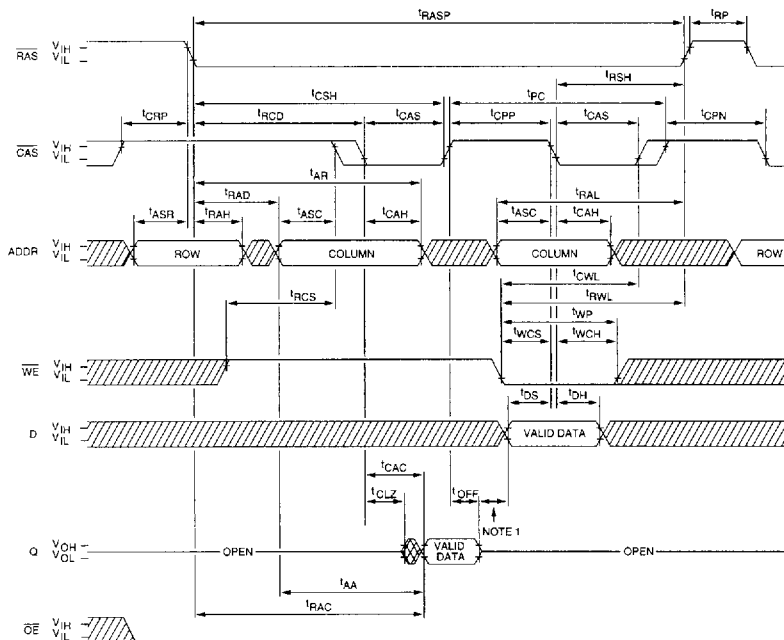 tRASP
tRP
RAS VIH
VIL
tRSH
tCSH
tPC
tCRP
tRCD
tCAS
tCPP
tCAS
tCPN
CAS VIH
VIL
tAR
tRAD
tRAL
tASR
tRAH
tASC
tCAH
tASC
tCAH
ADDR VIH
VIL
ROW
COLUMN
COLUMN
ROW
tCWL
tRCS
tRWL
tWP
tWCS
tWCH
WE VIH
VIL
tDS
tDH
D VIH
VIL
VALID DATA
tCAC
tCLZ
tOFF
NOTE 1
Q VOH
VOL
OPEN
VALID
DATA
OPEN
tAA
tRAC
OE VIH
VIL